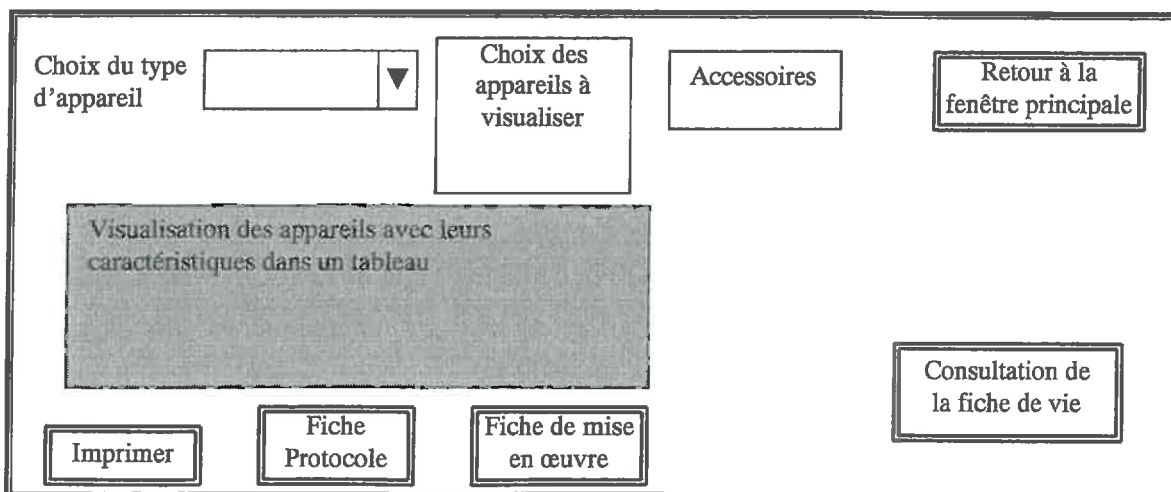 Choix du type
d'appareil
Choix des
appareils à
visualiser
Accessoires
Retour à la
fenêtre principale
Visualisation des appareils avec leurs
caractéristiques dans un tableau
Consultation de
la fiche de vie
Imprimer
Fiche
Protocole
Fiche de mise
en œuvre